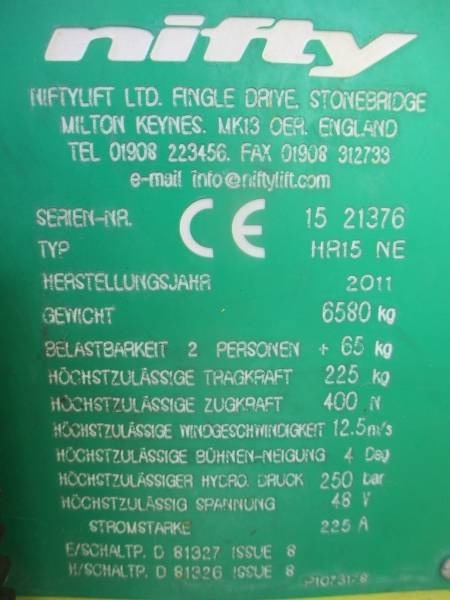 nifty
NIFTYLIFT LTD. FINGLE DRIVE. STONEBRIDGE
MILTON KEYNES. MK13 OER. ENGLAND
TEL 01908 223456. FAX 01908 312733
e-mail info@niftylift.com
SERIEN-NR. CE 15 21376
TYP HR15 NE
HERSTELLUNGSJAHR 2011
GEWICHT 6580 kg
BELASTBARKEIT 2 PERSONEN + 65 kg
HÖCHSTZULÄSSIGE TRAGKRAFT 225 kg
HÖCHSTZULÄSSIGE ZUGKRAFT 400 N
HÖCHSTZULÄSSIGE WINDGESCHWINDIGKEIT 12.5m/s
HÖCHSTZULÄSSIGE BÜHNEN-NEIGUNG 4 Deg
HÖCHSTZULÄSSIGER HYDRO. DRUCK 250 bar
HÖCHSTZULÄSSIG SPANNUNG 48 V
STROMSTARKE 225 A
E/SCHALTP. D 81327 ISSUE 8
H/SCHALTP. D 81326 ISSUE 8